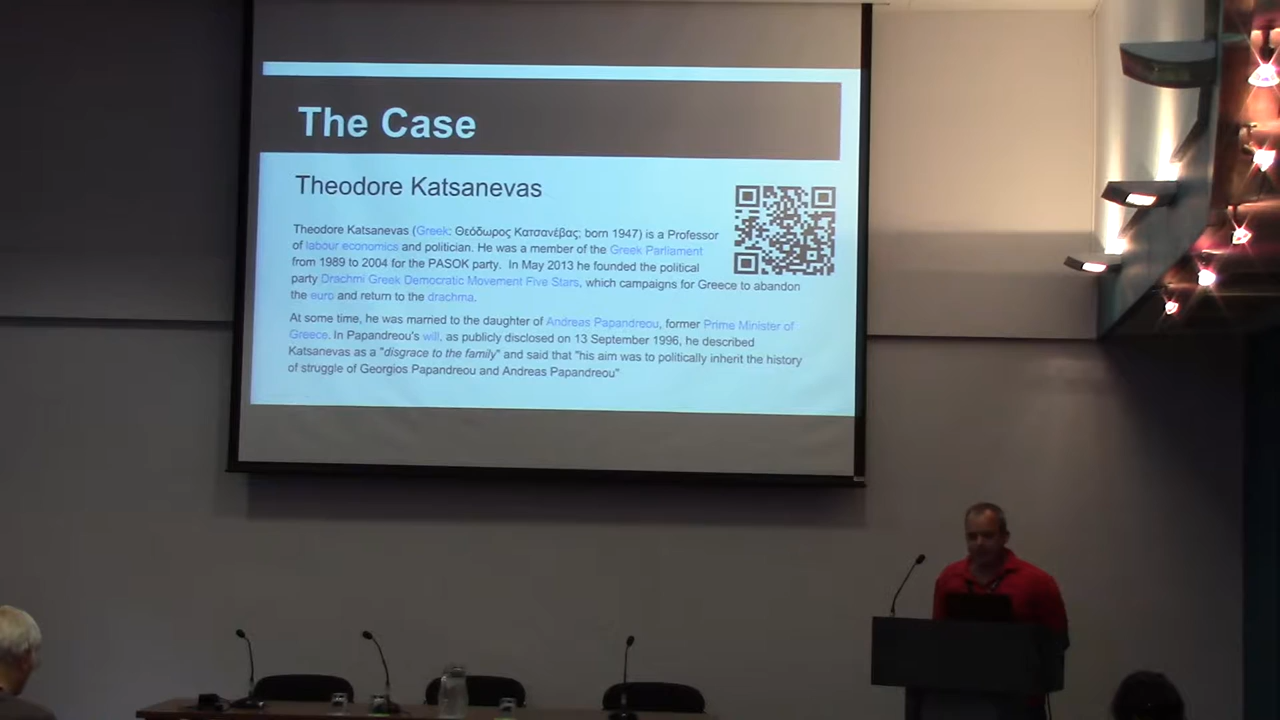 The Case
Theodore Katsanevas
Theodore Katsanevas (Greek: Θεόδωρος Κατσανέβας; born 1947) is a Professor
of labour economics and politician. He was a member of the Greek Parliament
from 1989 to 2004 for the PASOK party. In May 2013 he founded the political
party Drachmi Greek Democratic Movement Five Stars, which campaigns for Greece to abandon
the euro and return to the drachma.
At some time, he was married to the daughter of Andreas Papandreou, former Prime Minister of
Greece. In Papandreou's will, as publicly disclosed on 13 September 1996, he described
Katsanevas as a "disgrace to the family" and said that "his aim was to politically inherit the history
of struggle of Georgios Papandreou and Andreas Papandreou"